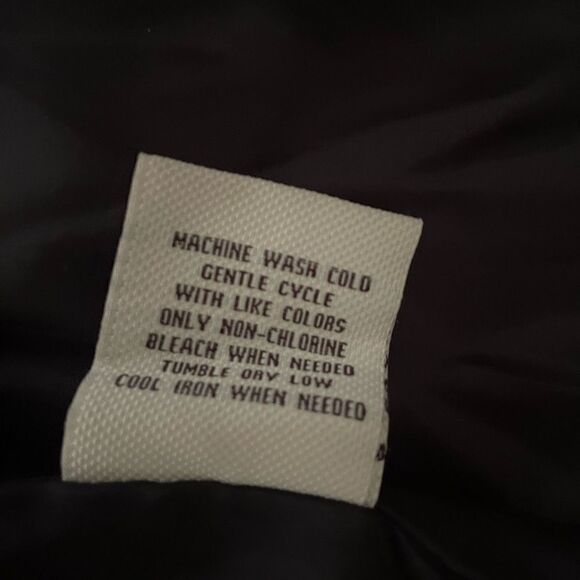 MACHINE WASH COLD
GENTLE CYCLE
WITH LIKE COLORS
ONLY NON-CHLORINE
BLEACH WHEN NEEDED
TUMBLE DRY LOW
COOL IRON WHEN NEEDED